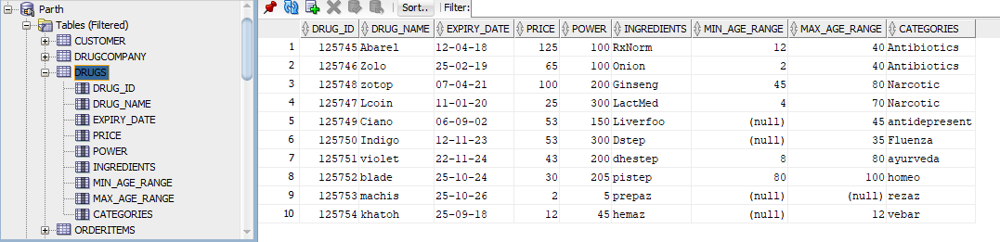 Parth
Tables (Filtered)
CUSTOMER
DRUGCOMPANY
DRUGS
DRUG_ID
DRUG_NAME
EXPIRY_DATE
PRICE
POWER
INGREDIENTS
MIN_AGE_RANGE
MAX_AGE_RANGE
CATEGORIES
ORDERITEMS
Sort.. Filter:
DRUG_ID DRUG_NAME EXPIRY_DATE PRICE POWER INGREDIENTS MIN_AGE_RANGE MAX_AGE_RANGE CATEGORIES
1 125745 Abarel 12-04-18 125 100 RxNorm 12 40 Antibiotics
2 125746 Zolo 25-02-19 65 100 Onion 2 40 Antibiotics
3 125748 zotop 07-04-21 100 200 Ginseng 45 80 Narcotic
4 125747 Lcoin 11-01-20 25 300 LactMed 4 70 Narcotic
5 125749 Ciano 06-09-02 53 150 Liverfoo (null) 45 antidepresent
6 125750 Indigo 12-11-23 53 300 Dstep (null) 35 Fluenza
7 125751 violet 22-11-24 43 200 dhestep 8 80 ayurveda
8 125752 blade 25-10-24 30 205 pistep 80 100 homeo
9 125753 machis 25-10-26 2 5 prepaz (null) (null) rezaz
10 125754 khatoh 25-09-18 12 45 hemaz (null) 12 vebar